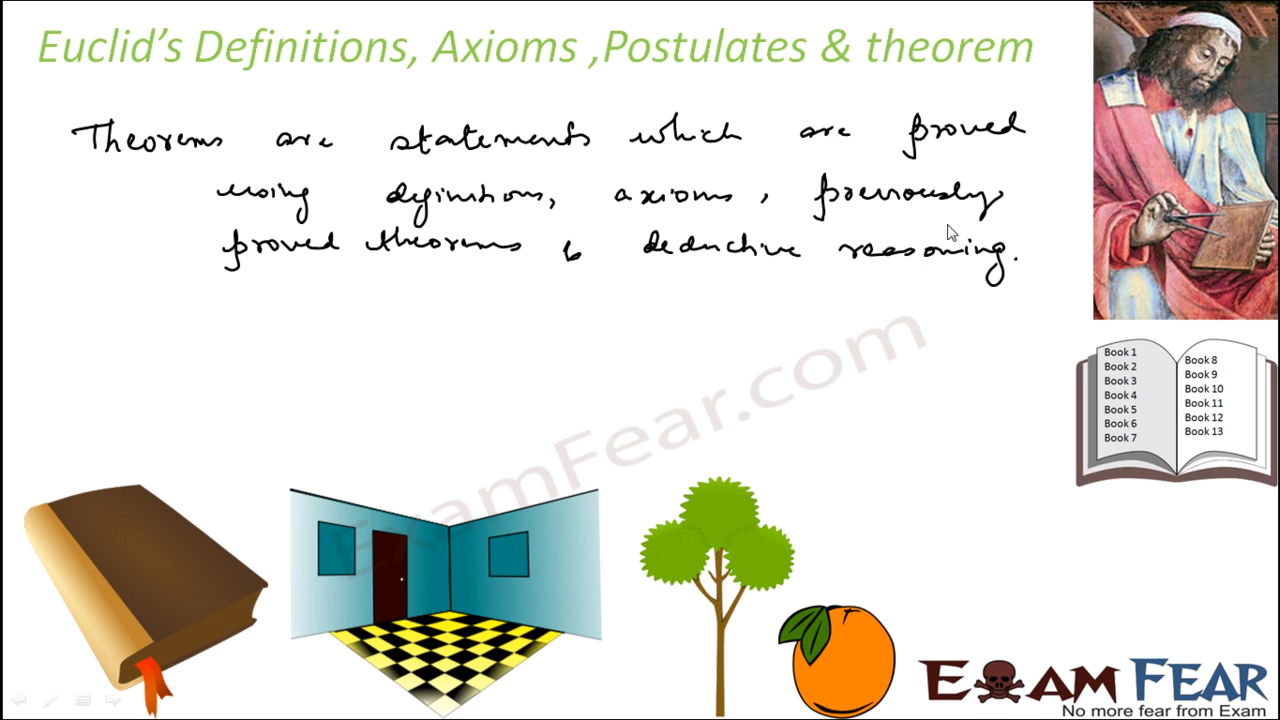 Euclid's Definitions, Axioms ,Postulates & theorem
Theorems are statements which are proved
using definitions, axioms, previously
proved theorems & deductive reasoning.
Book 1
Book 2
Book 3
Book 4
Book 5
Book 6
Book 7
Book 8
Book 9
Book 10
Book 11
Book 12
Book 13
ExamFear.com
EXAM FEAR
No more fear from Exam